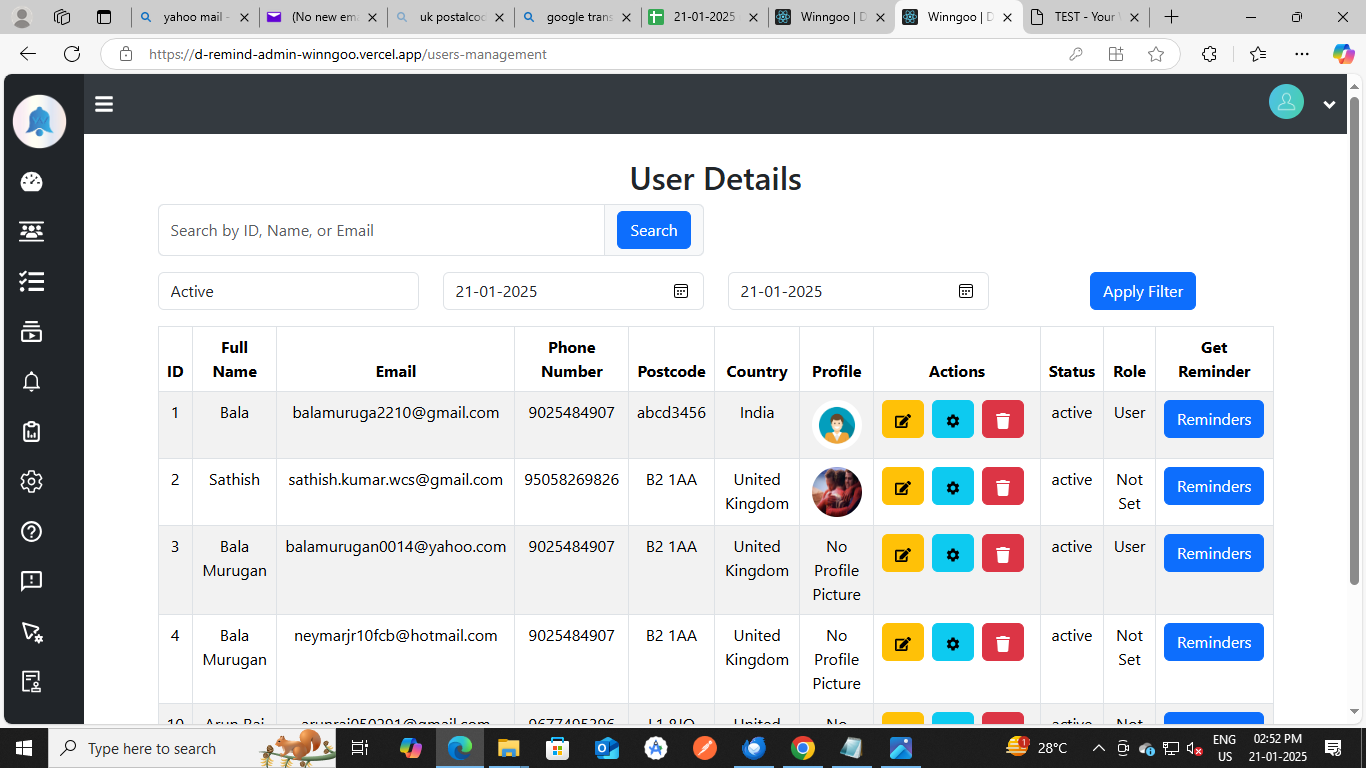 yahoo mail -
(No new ema
uk postalcod
google trans
21-01-2025
Winngoo | D
Winngoo | D
TEST - Your
https://d-remind-admin-winngoo.vercel.app/users-management
User Details
Search by ID, Name, or Email
Search
Active
21-01-2025
21-01-2025
Apply Filter
ID Full Name Email Phone Number Postcode Country Profile Actions Status Role Get Reminder
1 Bala balamuruga2210@gmail.com 9025484907 abcd3456 India active User Reminders
2 Sathish sathish.kumar.wcs@gmail.com 95058269826 B2 1AA United Kingdom active Not Set Reminders
3 Bala Murugan balamurugan0014@yahoo.com 9025484907 B2 1AA United Kingdom No Profile Picture active User Reminders
4 Bala Murugan neymarjr10fcb@hotmail.com 9025484907 B2 1AA United Kingdom No Profile Picture active Not Set Reminders
10 Arun Raj United No active Not
Type here to search
1
28°C
ENG
US
02:52 PM
21-01-2025